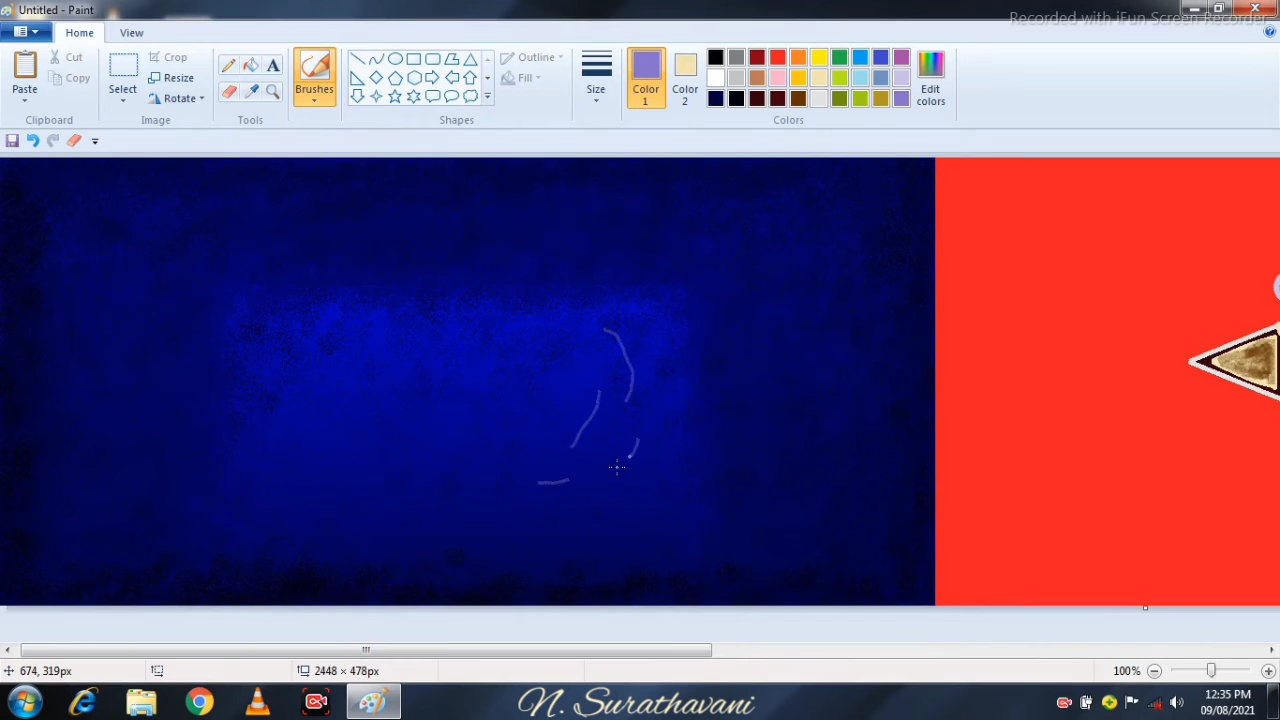 Untitled - Paint
Recorded with iFun Screen Recorder
Home View
Paste
Cut
Copy
Clipboard
Select
Crop
Resize
Rotate
Image
Tools
Brushes
Shapes
Outline
Fill
Size
Color 1
Color 2
Colors
Edit colors
674, 319px
2448 × 478px
100%
N. Surathavani
12:35 PM
09/08/2021